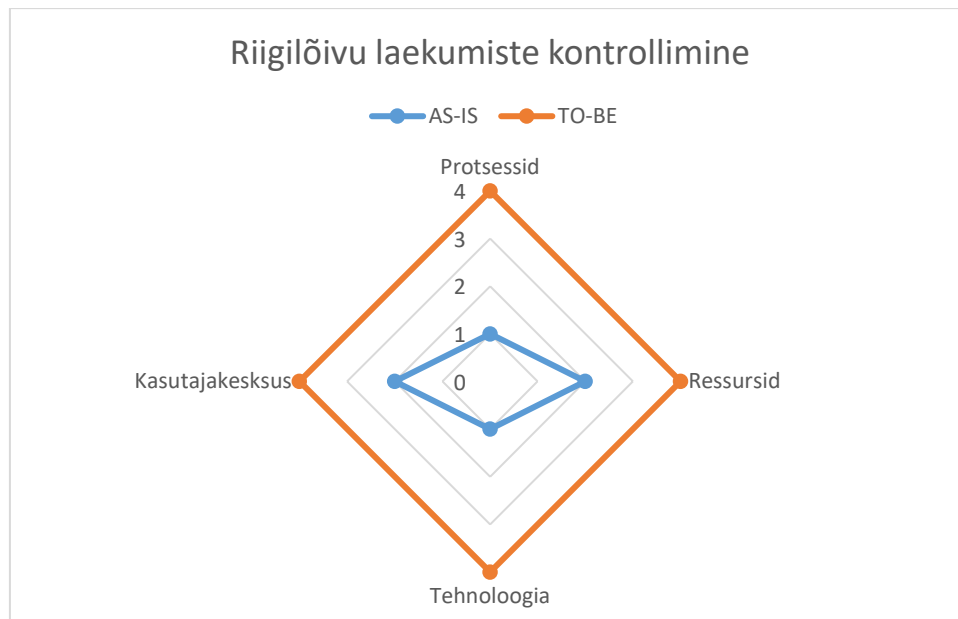 Riigilõivu laekumiste kontrollimine
AS-IS TO-BE
Protsessid
4
3
2
1
Kasutajakesksus 0 Ressursid
Tehnoloogia